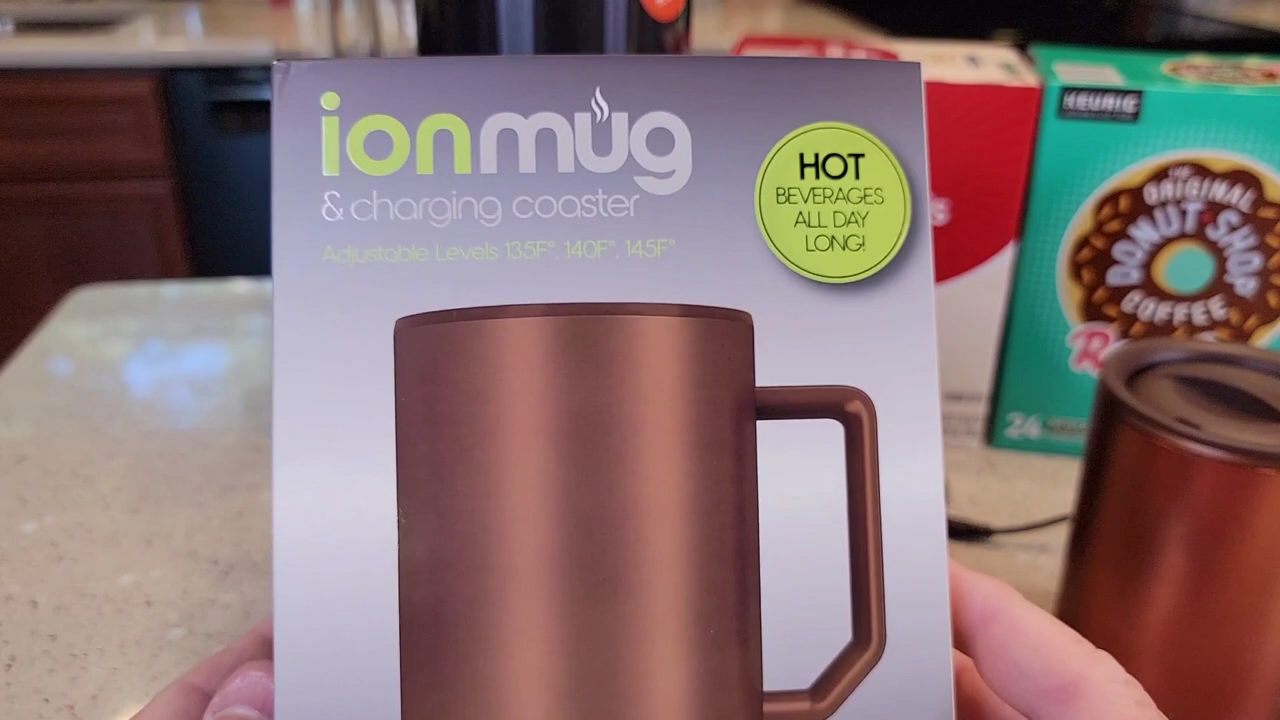 ionmug
& charging coaster
Adjustable Levels 135F°, 140F°, 145F°
HOT
BEVERAGES
ALL DAY
LONG!
KEURIG
THE
ORIGINAL
DONUT SHOP
COFFEE
24